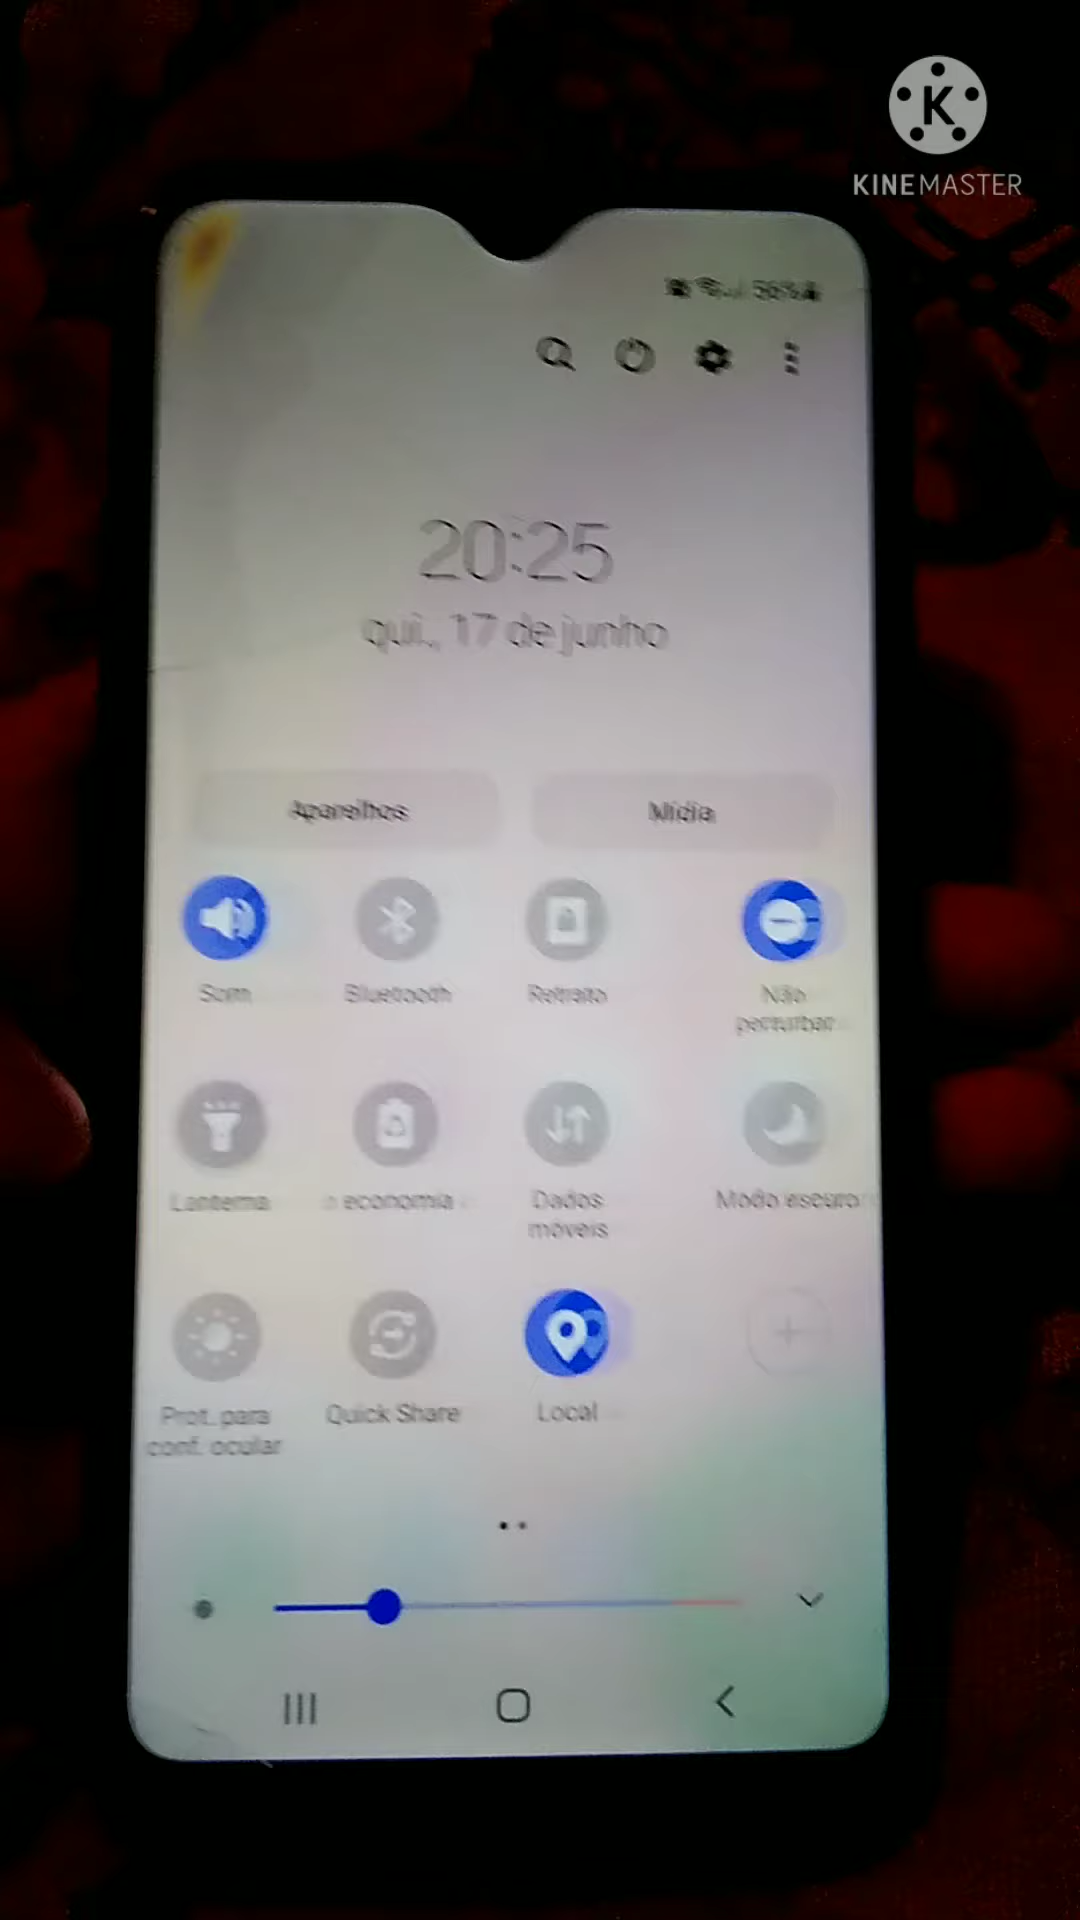 KINEMASTER
56%
20:25
qui., 17 de junho
Aparelhos
Mídia
Som
Bluetooth
Retrato
Não
perturbar
Lanterna
economia
Dados
móveis
Modo escuro
Prot. para
conf. ocular
Quick Share
Local